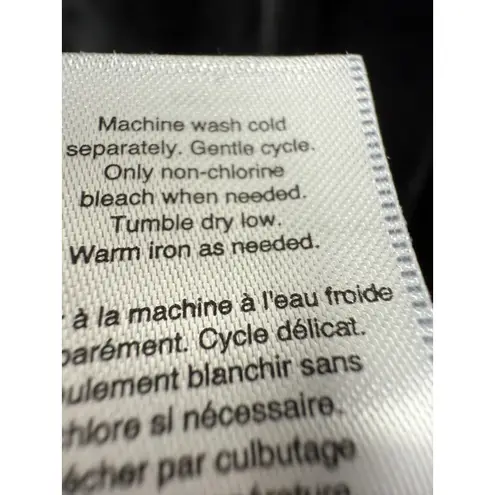 Machine wash cold
separately. Gentle cycle.
Only non-chlorine
bleach when needed.
Tumble dry low.
Warm iron as needed.
à la machine à l'eau froide
parément. Cycle délicat.
ulement blanchir sans
chlore si nécessaire.
écher par culbutage